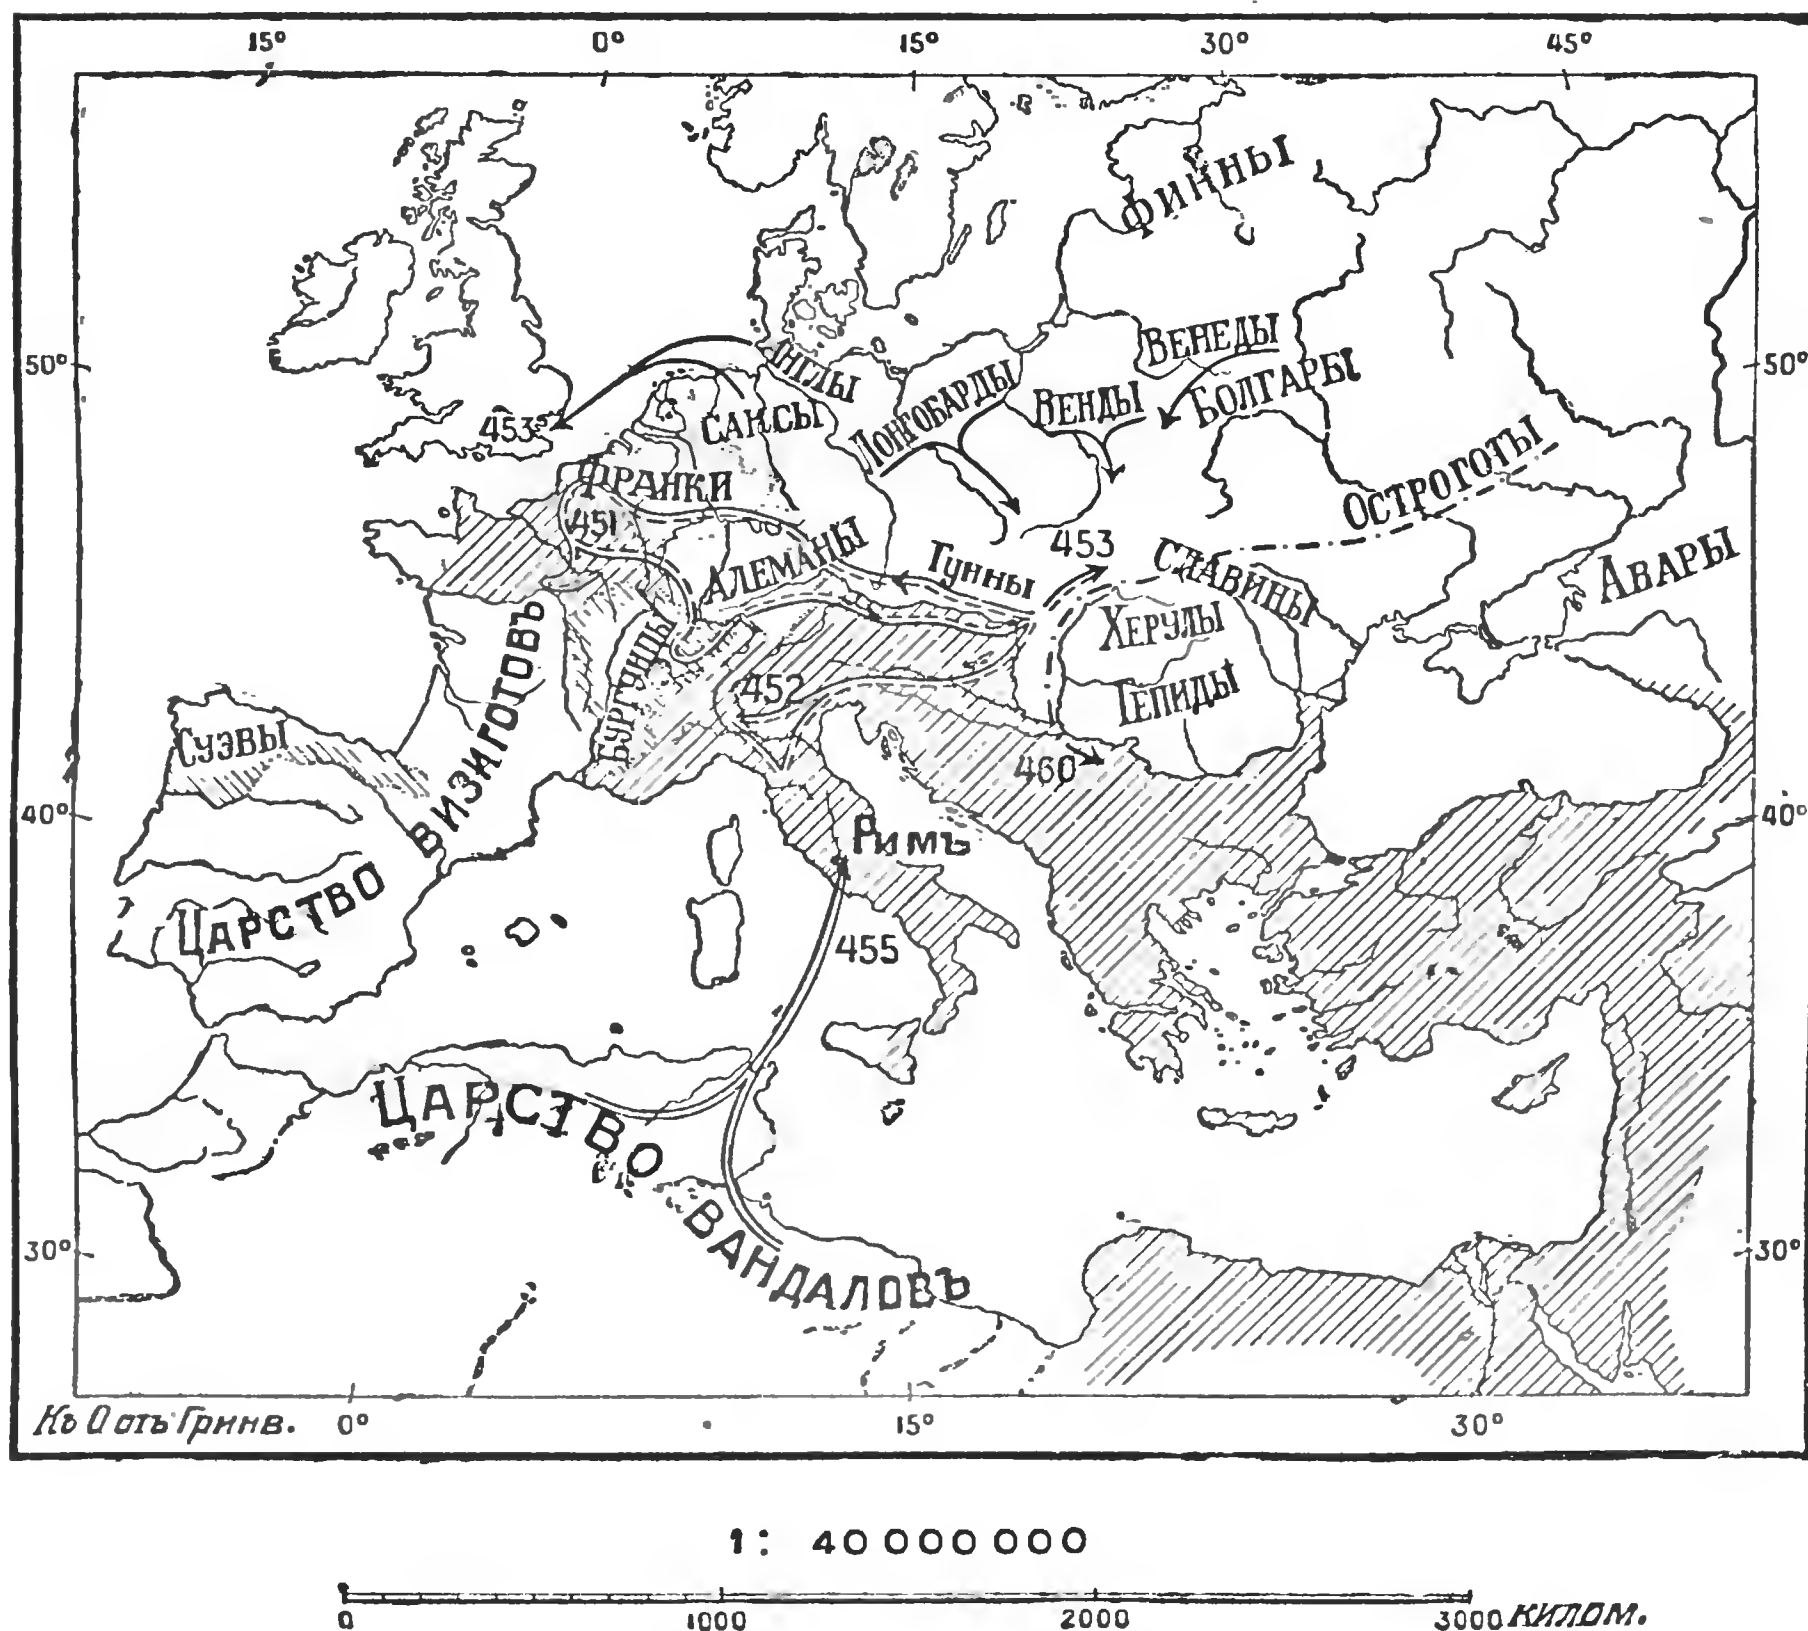 15° 0° 15° 30° 45°
Финны
50°
50°
Венеды
Англы
Болгары
Лонгобарды
Венды
Саксы
453
Остроготы
Франки
451
453
Алеманы
Гунны
Славины
Авары
Херулы
Бургунды
452
Гепиды
Суэвы
460
40°
40°
Римъ
Царство Визиготовъ
455
Царство Вандаловъ
30°
30°
Къ О отъ Гринв. 0° 15° 30°
1: 40 000 000
0 1000 2000 3000 килом.